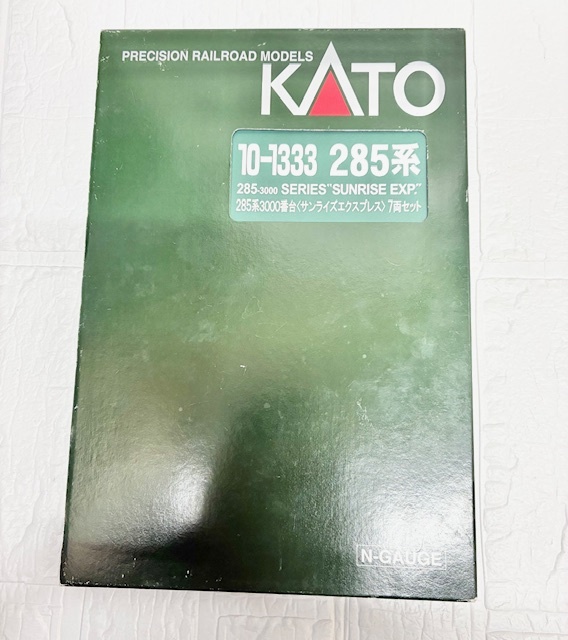 PRECISION RAILROAD MODELS
KATO
10-1333 285系
285-3000 SERIES "SUNRISE EXP."
285系3000番台〈サンライズエクスプレス〉7両セット
N-GAUGE